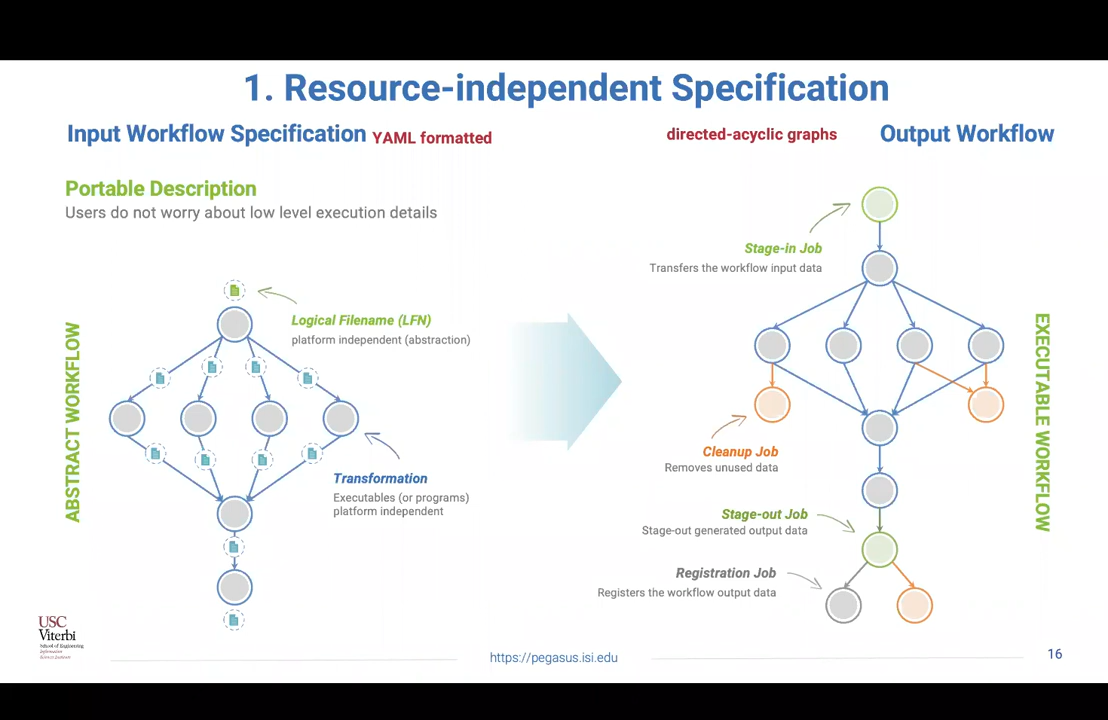 1. Resource-independent Specification
Input Workflow Specification YAML formatted
directed-acyclic graphs Output Workflow
Portable Description
Users do not worry about low level execution details
ABSTRACT WORKFLOW
Logical Filename (LFN)
platform independent (abstraction)
Transformation
Executables (or programs)
platform independent
Stage-in Job
Transfers the workflow input data
Cleanup Job
Removes unused data
Stage-out Job
Stage-out generated output data
Registration Job
Registers the workflow output data
EXECUTABLE WORKFLOW
USC
Viterbi
School of Engineering
https://pegasus.isi.edu
16